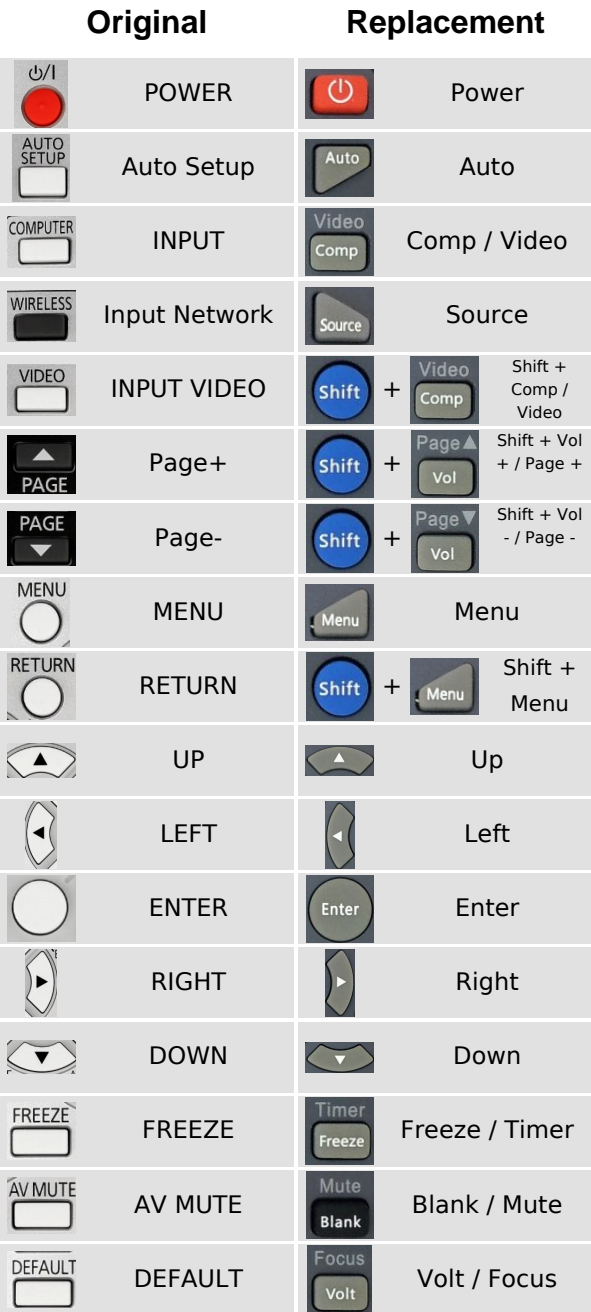 Original Replacement
⏻/I POWER Power
AUTO
SETUP Auto Setup Auto Auto
COMPUTER INPUT Video
Comp Comp / Video
WIRELESS Input Network Source Source
VIDEO INPUT VIDEO Shift + Video
Comp Shift +
Comp /
Video
PAGE Page+ Shift + Page▲
Vol Shift + Vol
+ / Page +
PAGE Page- Shift + Page▼
Vol Shift + Vol
- / Page -
MENU MENU Menu Menu
RETURN RETURN Shift + Menu Shift +
Menu
UP Up
LEFT Left
ENTER Enter Enter
RIGHT Right
DOWN Down
FREEZE FREEZE Timer
Freeze Freeze / Timer
AV MUTE AV MUTE Mute
Blank Blank / Mute
DEFAULT DEFAULT Focus
Volt Volt / Focus